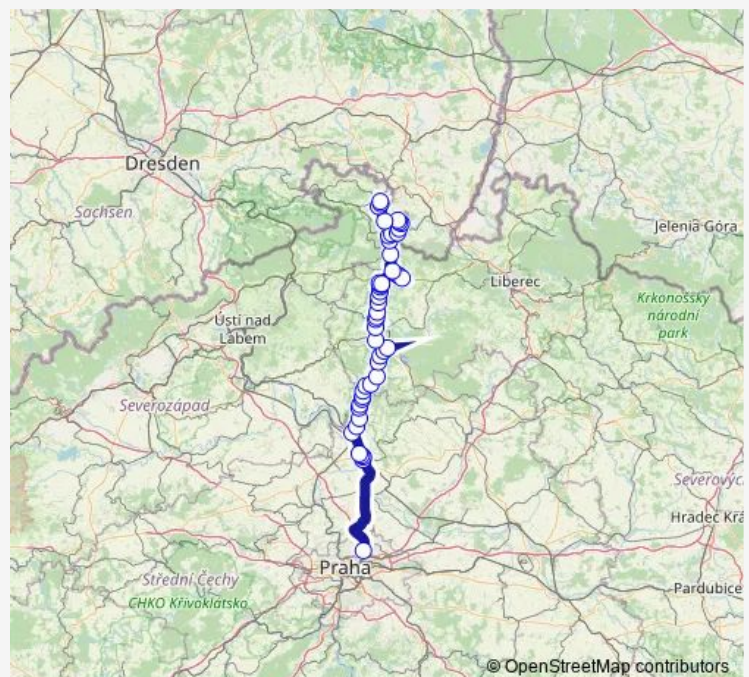 Dresden
Sachsen
Jelenia Góra
Liberec
Krkonošský
národní
park
Ústí nad
Labem
Severozápad
Severových
Hradec Krá
Praha
Střední Čechy
CHKO Křivoklátsko
Pardubice
© OpenStreetMap contributors